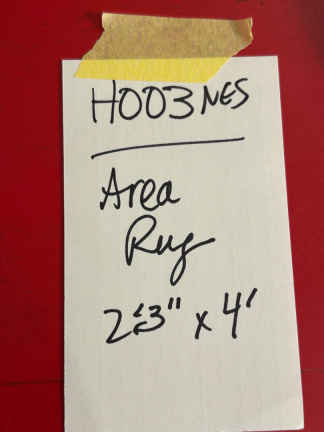 H003NES
Area
Rug
2'3" x 4'